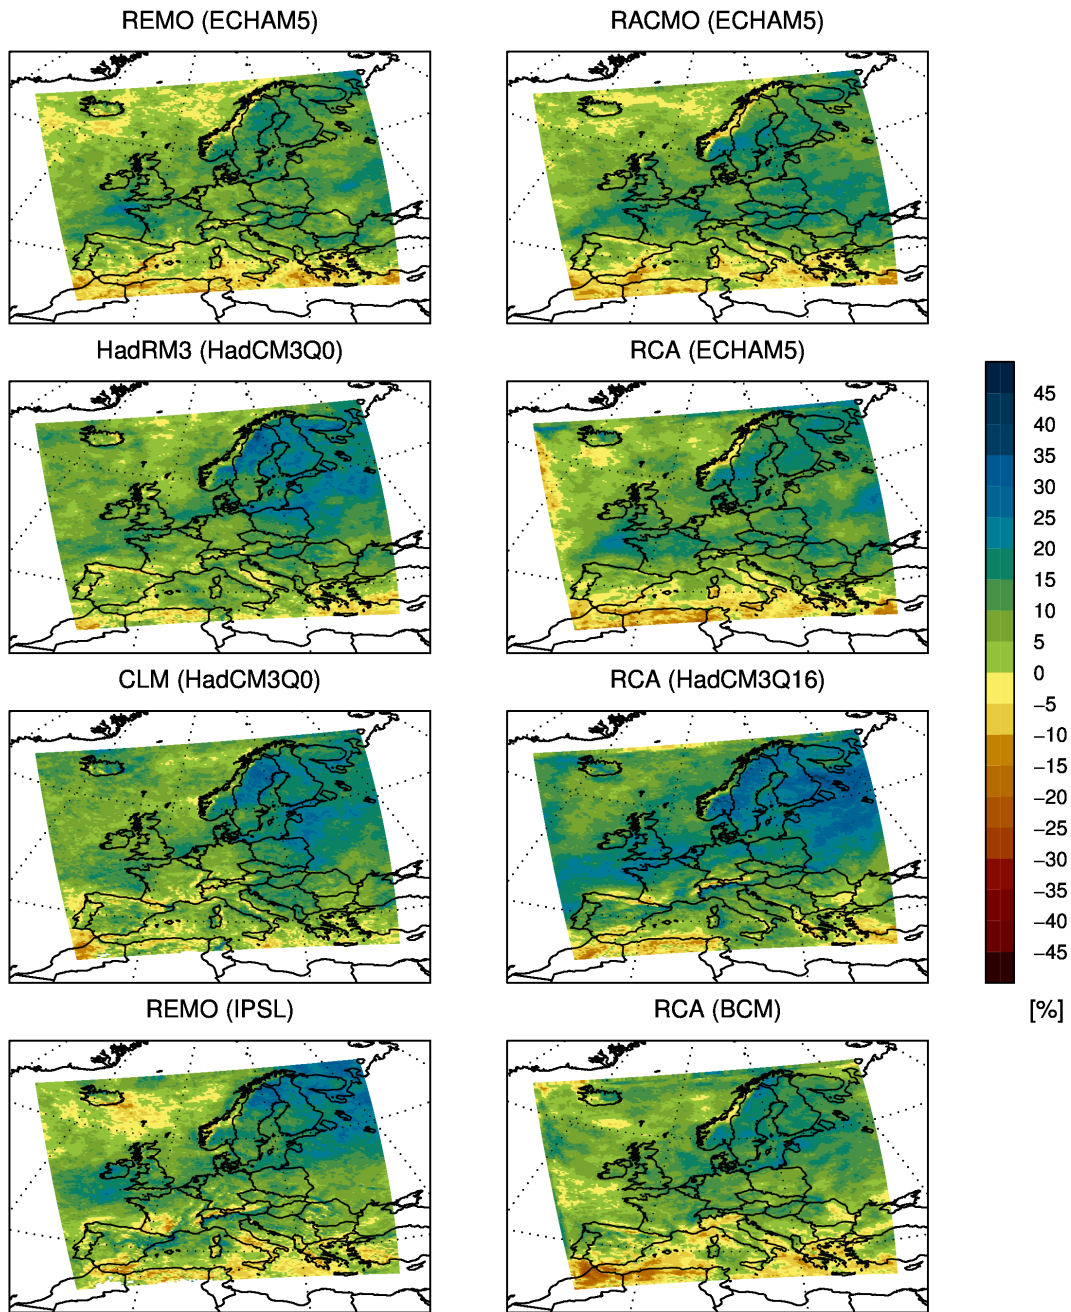 REMO (ECHAM5)
RACMO (ECHAM5)
HadRM3 (HadCM3Q0)
RCA (ECHAM5)
45
40
35
30
25
20
15
10
5
0
−5
−10
−15
−20
−25
−30
−35
−40
−45
[%]
CLM (HadCM3Q0)
RCA (HadCM3Q16)
REMO (IPSL)
RCA (BCM)